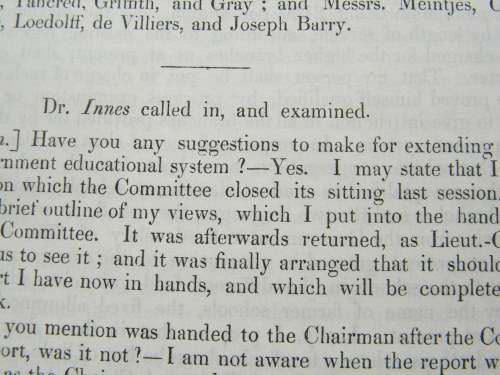 , Tancred, Griffith, and Gray ; and Messrs. Meintjes, C
, Loedolff, de Villiers, and Joseph Barry.
Dr. Innes called in, and examined.
n.] Have you any suggestions to make for extending
rnment educational system ?—Yes. I may state that I
on which the Committee closed its sitting last session,
brief outline of my views, which I put into the hand
Committee. It was afterwards returned, as Lieut.-C
us to see it ; and it was finally arranged that it should
rt I have now in hands, and which will be complete
k.
you mention was handed to the Chairman after the Co
port, was it not ?—I am not aware when the report w
as the Chai